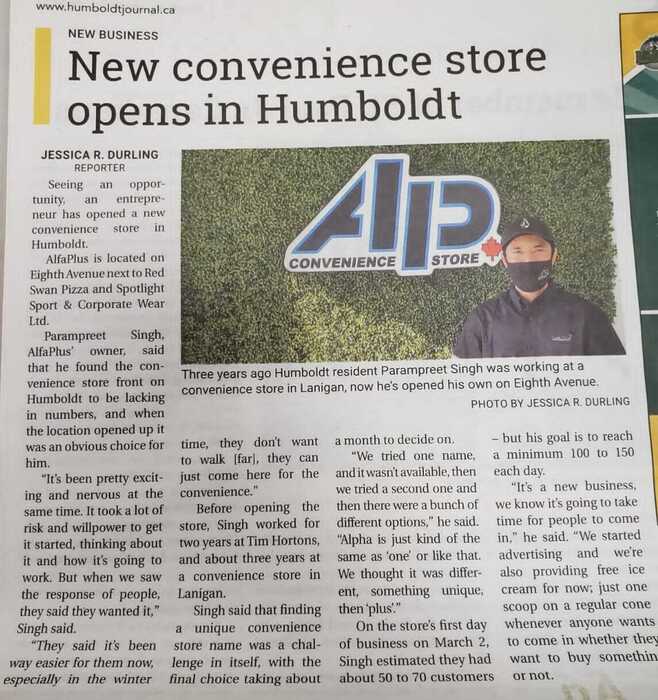 www.humboldtjournal.ca
NEW BUSINESS
New convenience store
opens in Humboldt
JESSICA R. DURLING
REPORTER
Seeing an oppor-
tunity, an entrepre-
neur has opened a new
convenience store in
Humboldt.
AlfaPlus is located on
Eighth Avenue next to Red
Swan Pizza and Spotlight
Sport & Corporate Wear
Ltd.
Parampreet Singh,
AlfaPlus' owner, said
that he found the con-
venience store front on
Humboldt to be lacking
in numbers, and when
the location opened up it
was an obvious choice for
him.
"It's been pretty excit-
ing and nervous at the
same time. It took a lot of
risk and willpower to get
it started, thinking about
it and how it's going to
work. But when we saw
the response of people,
they said they wanted it,"
Singh said.
"They said it's been
way easier for them now,
especially in the winter
AlP
CONVENIENCE STORE
Three years ago Humboldt resident Parampreet Singh was working at a
convenience store in Lanigan, now he's opened his own on Eighth Avenue.
PHOTO BY JESSICA R. DURLING
time, they don't want
to walk [far], they can
just come here for the
convenience."
Before opening the
store, Singh worked for
two years at Tim Hortons,
and about three years at
a convenience store in
Lanigan.
Singh said that finding
a unique convenience
store name was a chal-
lenge in itself, with the
final choice taking about
a month to decide on.
"We tried one name,
and it wasn't available, then
we tried a second one and
then there were a bunch of
different options," he said.
"Alpha is just kind of the
same as 'one' or like that.
We thought it was differ-
ent, something unique,
then 'plus'."
On the store's first day
of business on March 2,
Singh estimated they had
about 50 to 70 customers
– but his goal is to reach
a minimum 100 to 150
each day.
"It's a new business,
we know it's going to take
time for people to come
in," he said. "We started
advertising and we're
also providing free ice
cream for now; just one
scoop on a regular cone
whenever anyone wants
to come in whether they
want to buy somethin
or not.